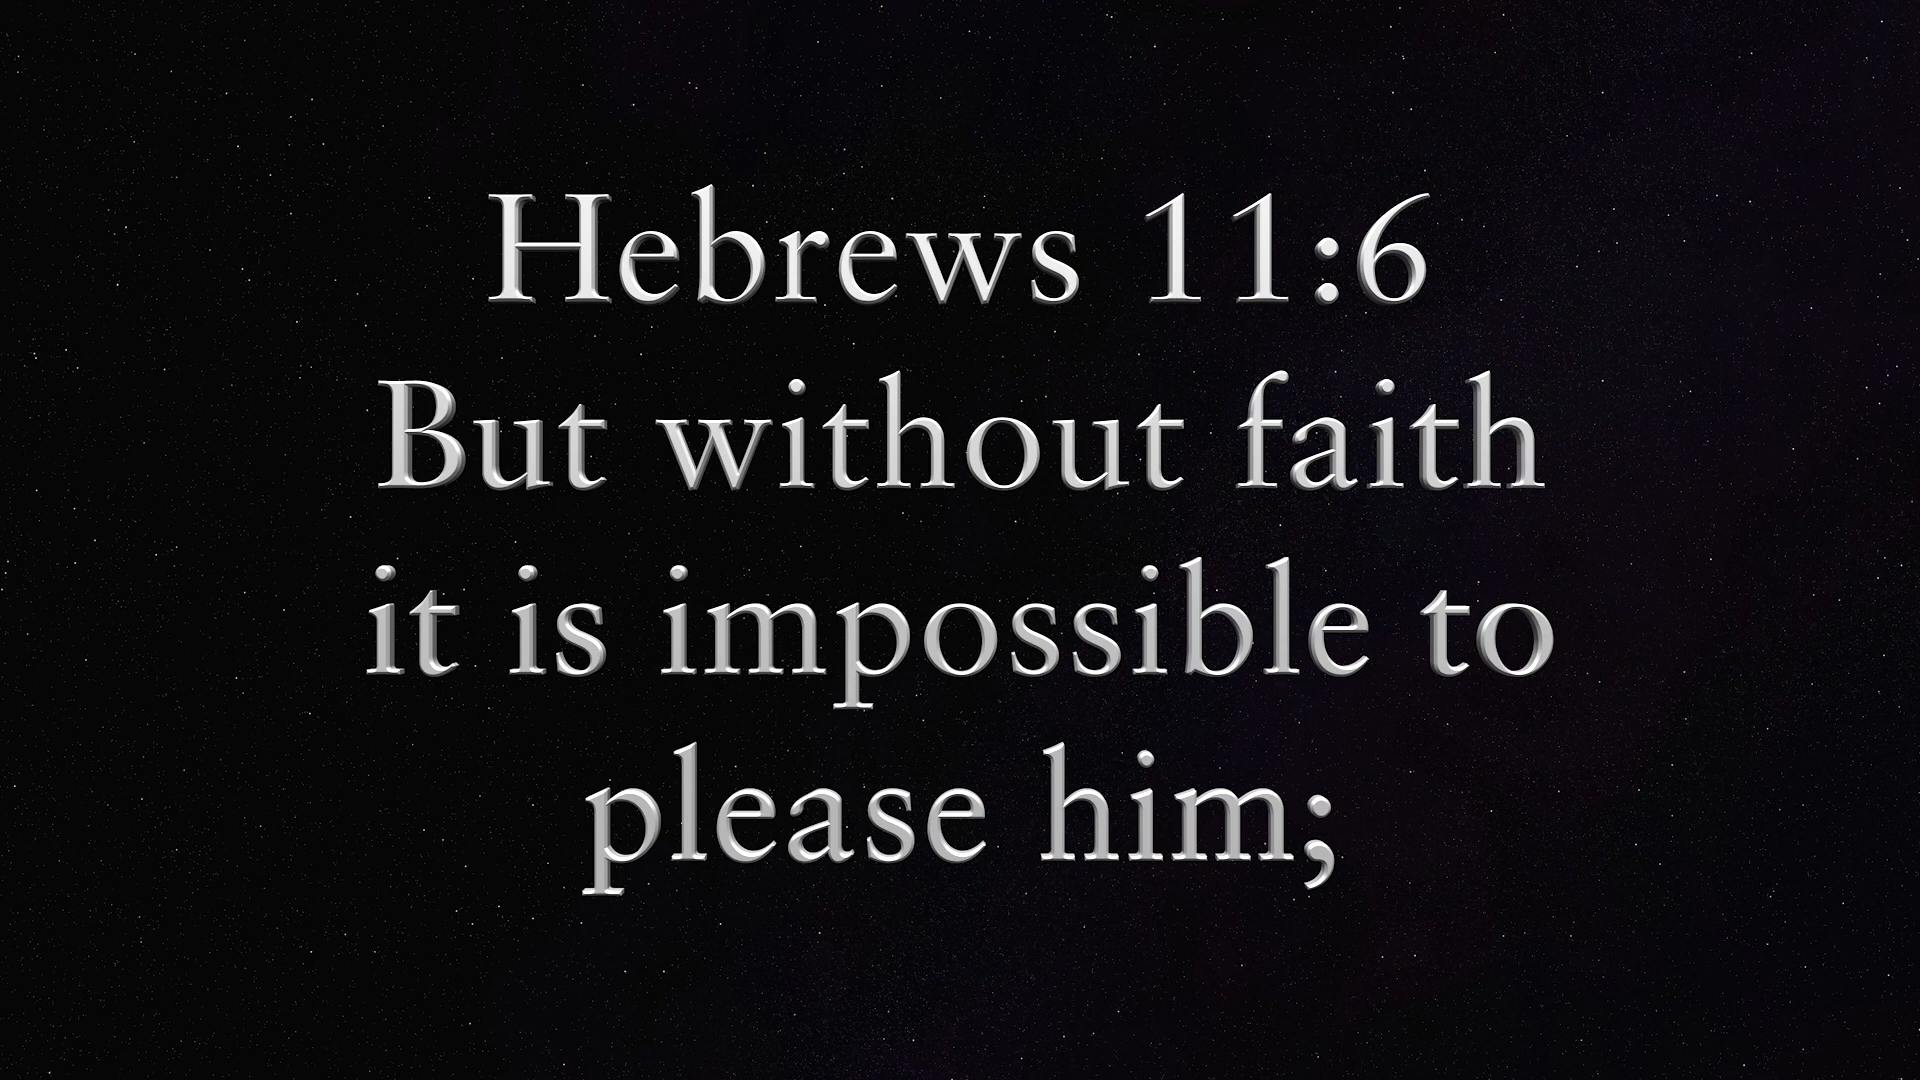 Hebrews 11:6
But without faith
it is impossible to
please him;